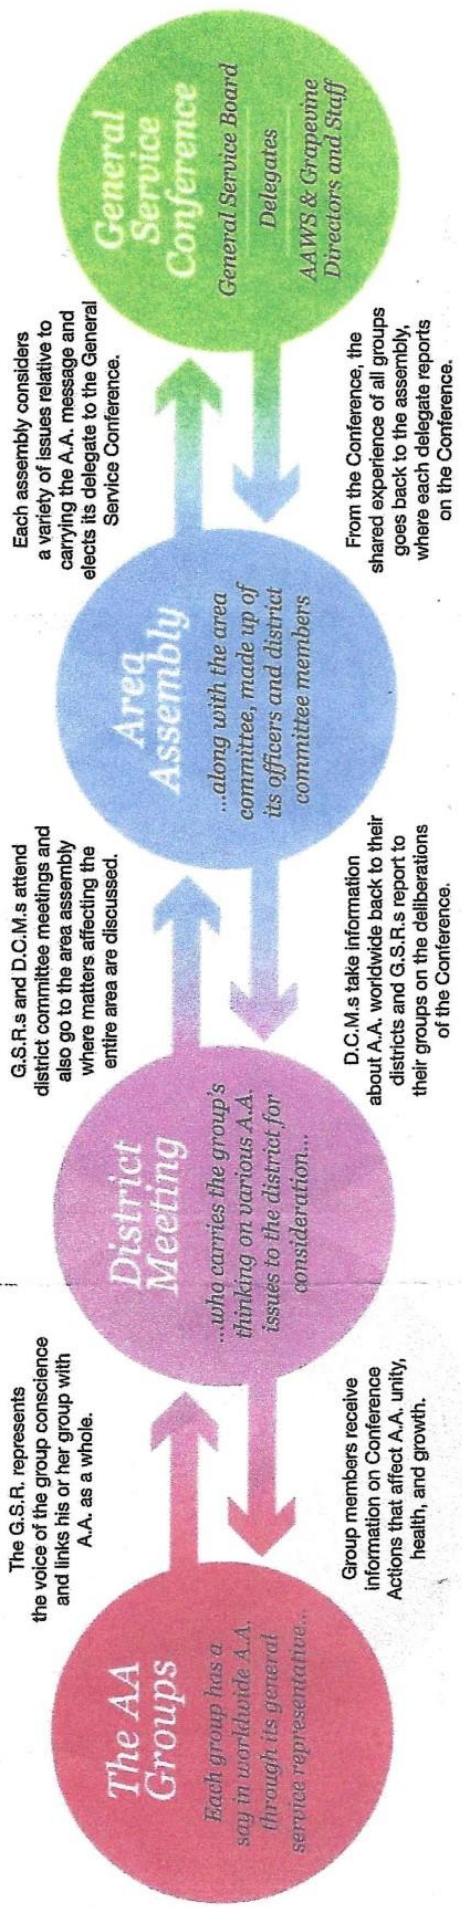 The AA
Groups
Each group has a
say in worldwide A.A.
through its general
service representative...
The G.S.R. represents
the voice of the group conscience
and links his or her group with
A.A. as a whole.
Group members receive
information on Conference
Actions that affect A.A. unity,
health, and growth.
District
Meeting
...who carries the group's
thinking on various A.A.
issues to the district for
consideration...
G.S.R.s and D.C.M.s attend
district committee meetings and
also go to the area assembly
where matters affecting the
entire area are discussed.
D.C.M.s take information
about A.A. worldwide back to their
districts and G.S.R.s report to
their groups on the deliberations
of the Conference.
Area
Assembly
...along with the area
committee, made up of
its officers and district
committee members
Each assembly considers
a variety of issues relative to
carrying the A.A. message and
elects its delegate to the General
Service Conference.
From the Conference, the
shared experience of all groups
goes back to the assembly,
where each delegate reports
on the Conference.
General
Service
Conference
General Service Board
Delegates
AAWS & Grapevine
Directors and Staff